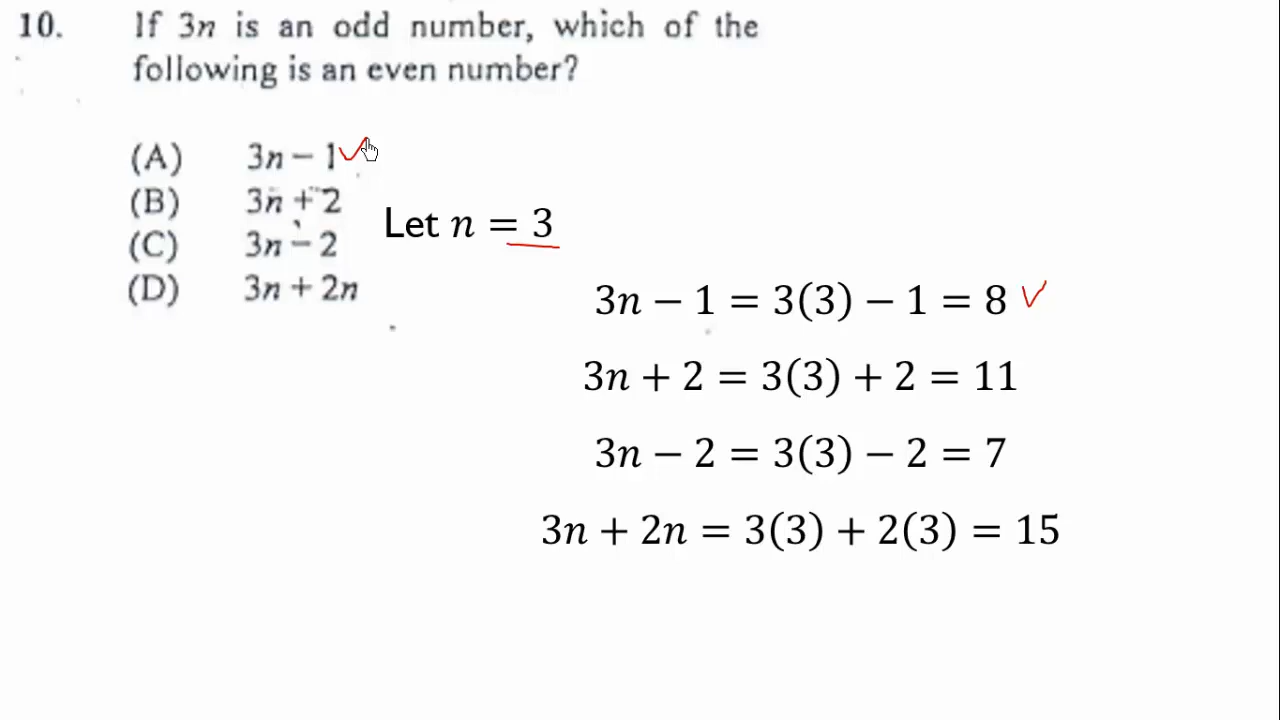 10. If 3n is an odd number, which of the
following is an even number?
(A) 3n − 1
(B) 3n + 2
(C) 3n − 2
(D) 3n + 2n
Let n = 3
3n − 1 = 3(3) − 1 = 8
3n + 2 = 3(3) + 2 = 11
3n − 2 = 3(3) − 2 = 7
3n + 2n = 3(3) + 2(3) = 15